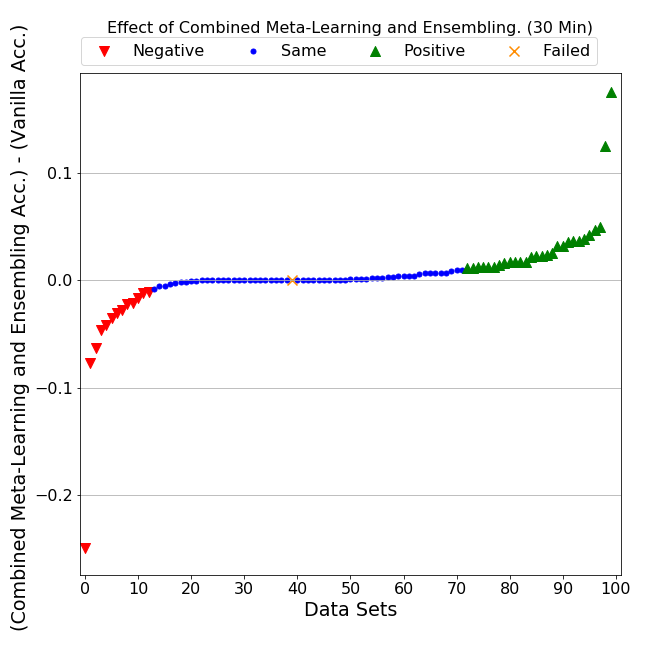 Effect of Combined Meta-Learning and Ensembling. (30 Min)
Negative Same Positive Failed
(Combined Meta-Learning and Ensembling Acc.) - (Vanilla Acc.)
0.1
0.0
−0.1
−0.2
0 10 20 30 40 50 60 70 80 90 100
Data Sets